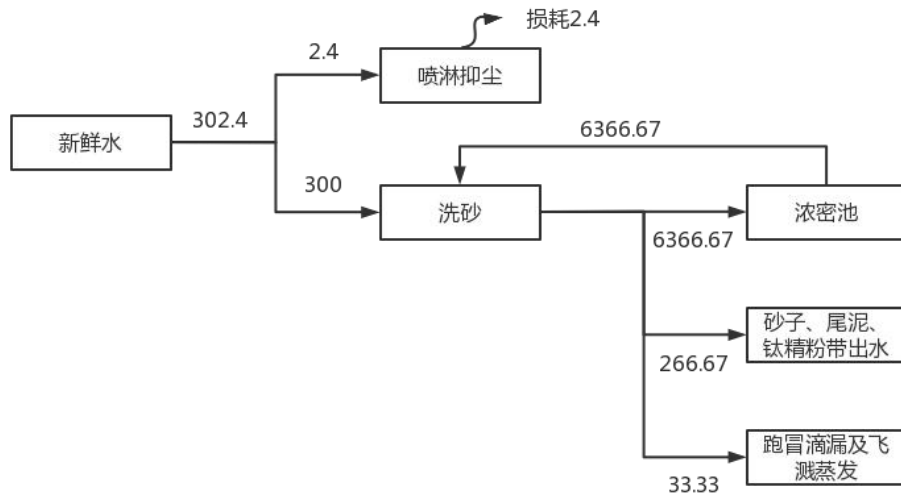 损耗2.4
2.4
喷淋抑尘
302.4
新鲜水
6366.67
300
洗砂
浓密池
6366.67
砂子、尾泥、
钛精粉带出水
266.67
跑冒滴漏及飞
溅蒸发
33.33